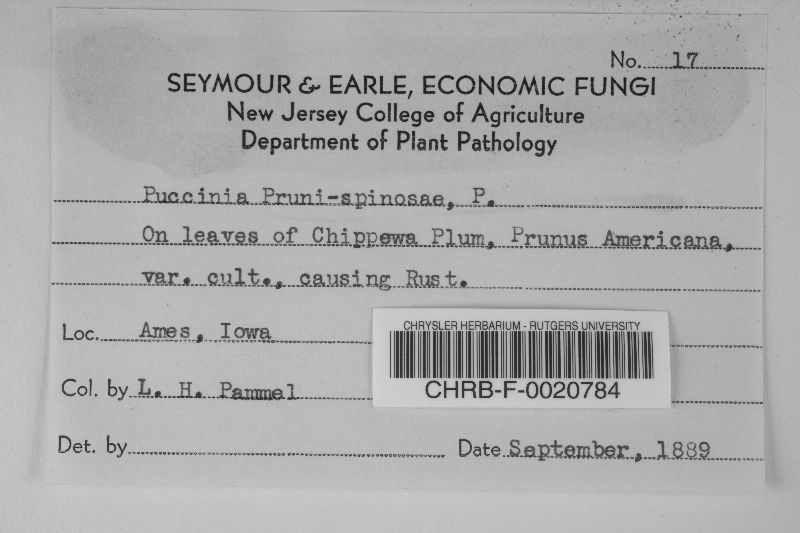 No. 17
SEYMOUR & EARLE, ECONOMIC FUNGI
New Jersey College of Agriculture
Department of Plant Pathology
Puccinia Pruni-spinosae, P.
On leaves of Chippewa Plum, Prunus Americana,
var. cult., causing Rust.
Loc. Ames, Iowa
CHRYSLER HERBARIUM - RUTGERS UNIVERSITY
CHRB-F-0020784
Col. by L. H. Pammel
Det. by
Date September, 1889